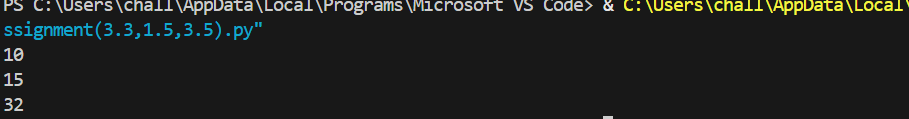 PS C:\Users\chall\AppData\Local\Programs\Microsoft VS Code> & C:\Users\chall\AppData\Local\
ssignment(3.3,1.5,3.5).py"
10
15
32